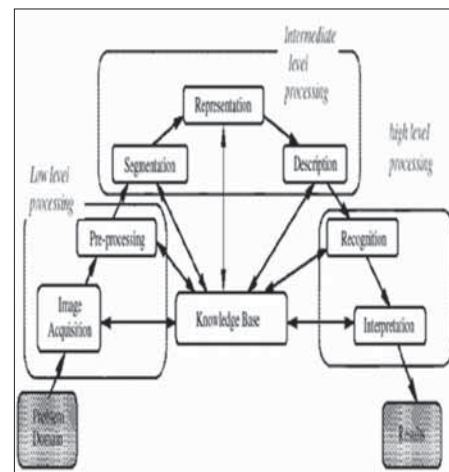 Intermediate
level
processing
Representation
Segmentation
Description
high level
processing
Low level
processing
Pre-processing
Recognition
Image
Acquisition
Knowledge Base
Interpretation
Problem
Domain
Results